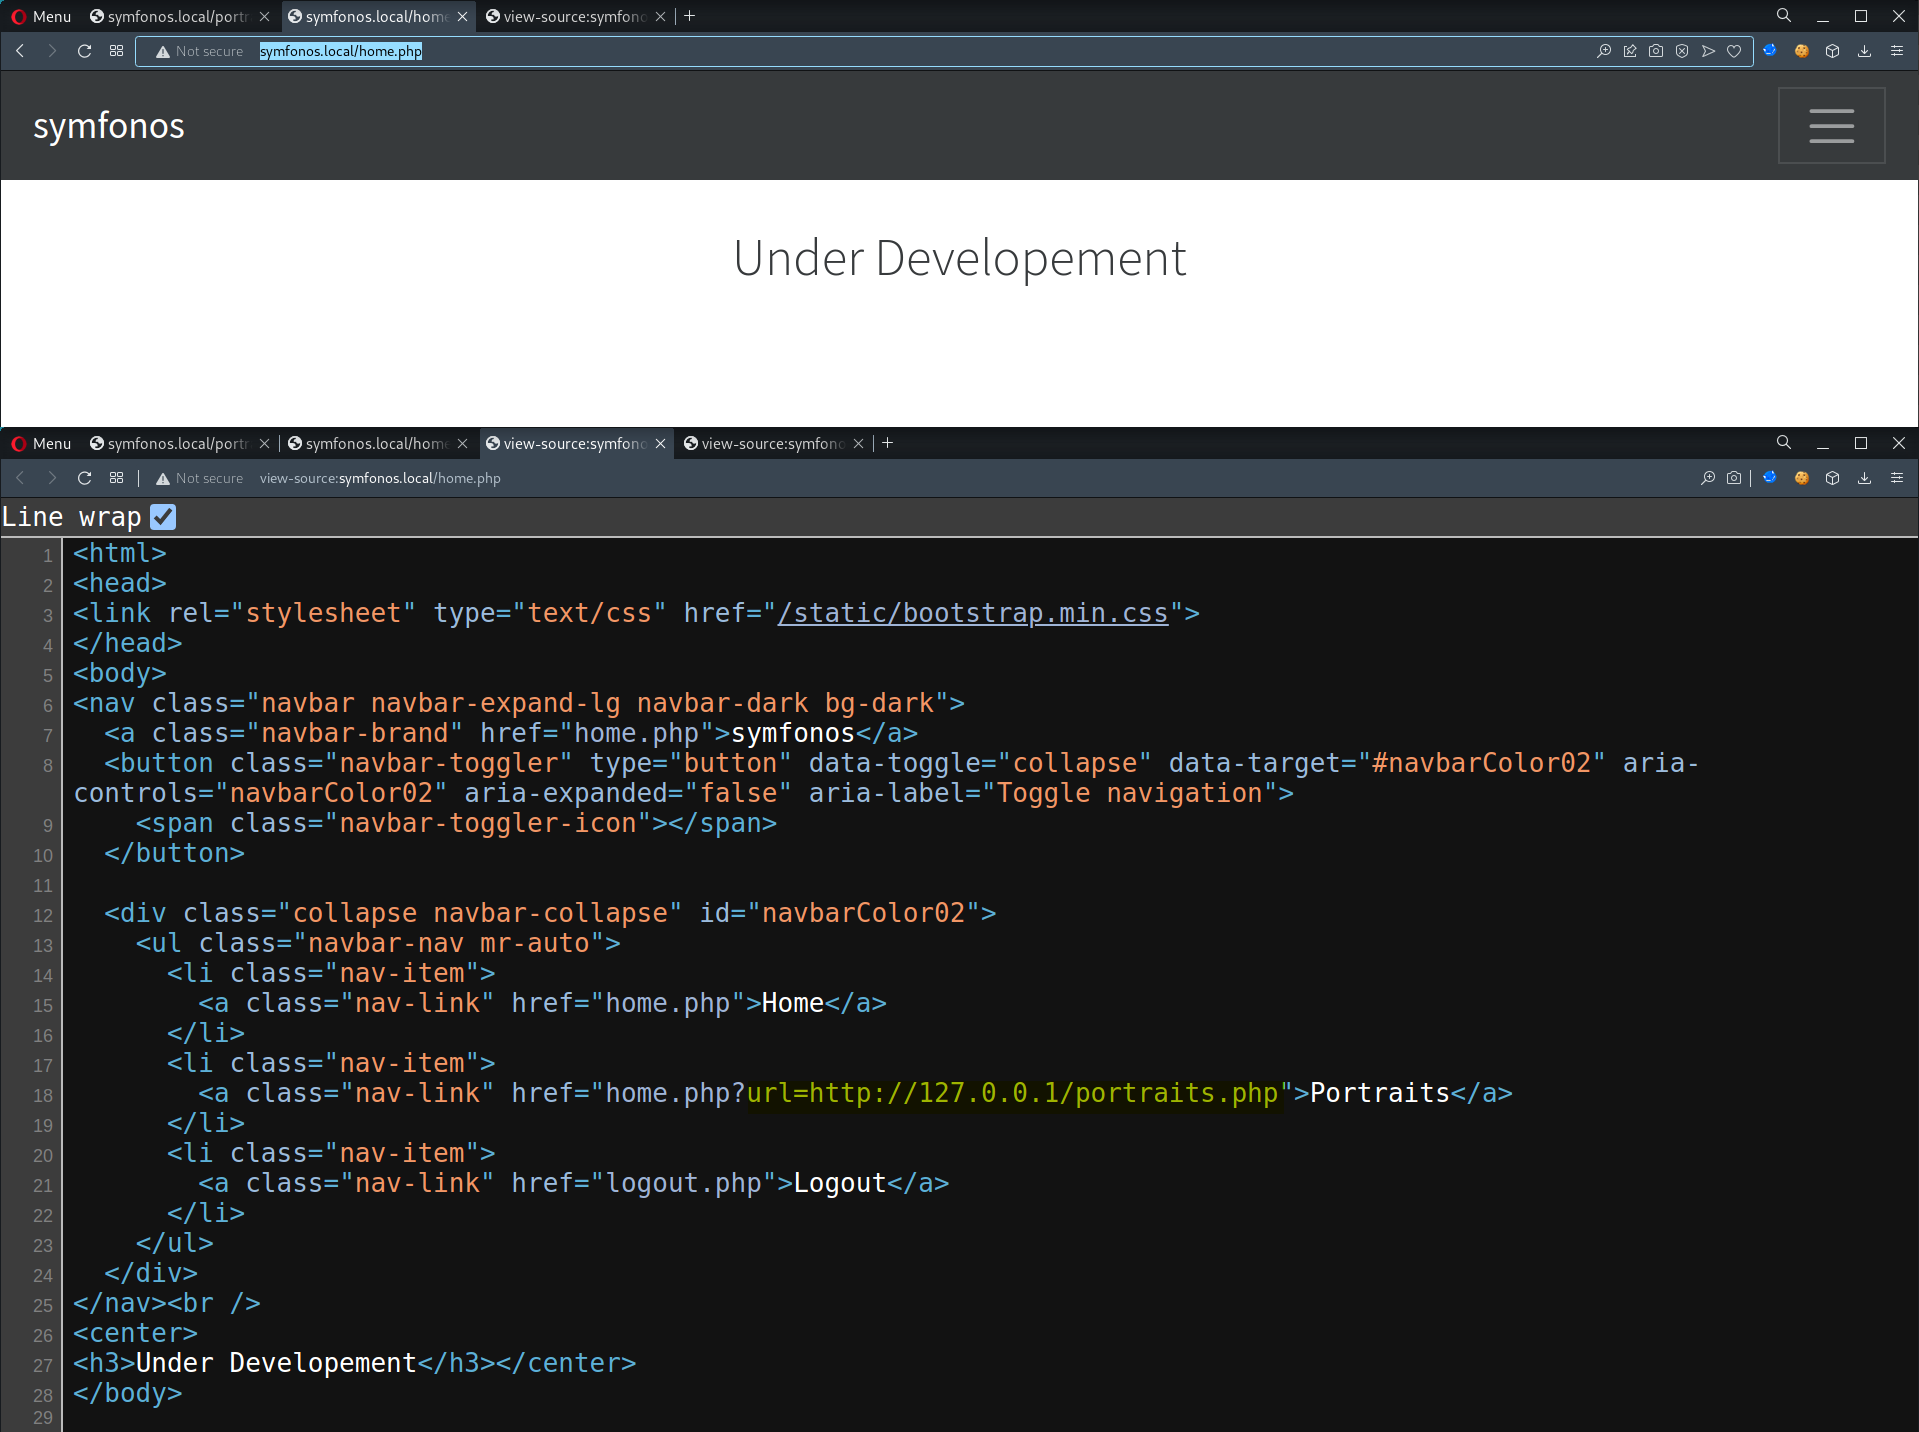 Menu symfonos.local/portr symfonos.local/home view-source:symfono
Not secure symfonos.local/home.php
symfonos
Under Developement
Menu symfonos.local/portr symfonos.local/home view-source:symfono view-source:symfono
Not secure view-source:symfonos.local/home.php
Line wrap
1 <html>
2 <head>
3 <link rel="stylesheet" type="text/css" href="/static/bootstrap.min.css">
4 </head>
5 <body>
6 <nav class="navbar navbar-expand-lg navbar-dark bg-dark">
7 <a class="navbar-brand" href="home.php">symfonos</a>
8 <button class="navbar-toggler" type="button" data-toggle="collapse" data-target="#navbarColor02" aria-
controls="navbarColor02" aria-expanded="false" aria-label="Toggle navigation">
9 <span class="navbar-toggler-icon"></span>
10 </button>
11
12 <div class="collapse navbar-collapse" id="navbarColor02">
13 <ul class="navbar-nav mr-auto">
14 <li class="nav-item">
15 <a class="nav-link" href="home.php">Home</a>
16 </li>
17 <li class="nav-item">
18 <a class="nav-link" href="home.php?url=http://127.0.0.1/portraits.php">Portraits</a>
19 </li>
20 <li class="nav-item">
21 <a class="nav-link" href="logout.php">Logout</a>
22 </li>
23 </ul>
24 </div>
25 </nav><br />
26 <center>
27 <h3>Under Developement</h3></center>
28 </body>
29